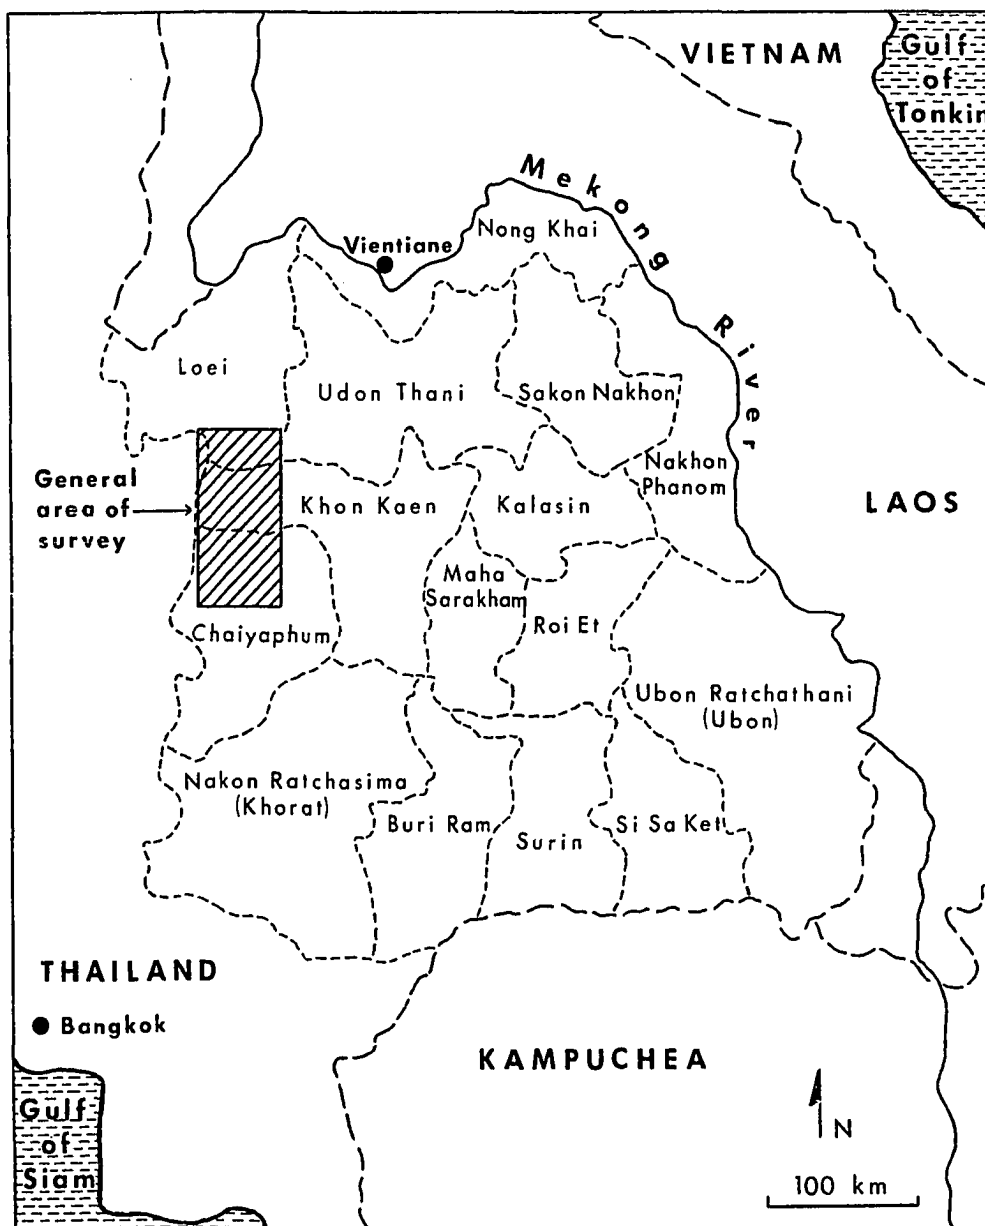 VIETNAM
Gulf
of
Tonkin
Mekong River
Nong Khai
Vientiane
Loei
Udon Thani
Sakon Nakhon
General
area of
survey
Khon Kaen
Kalasin
Nakhon
Phanom
LAOS
Maha
Sarakham
Roi Et
Chaiyaphum
Ubon Ratchathani
(Ubon)
Nakon Ratchasima
(Khorat)
Buri Ram
Surin
Si Sa Ket
THAILAND
Bangkok
KAMPUCHEA
Gulf
of
Siam
N
100 km